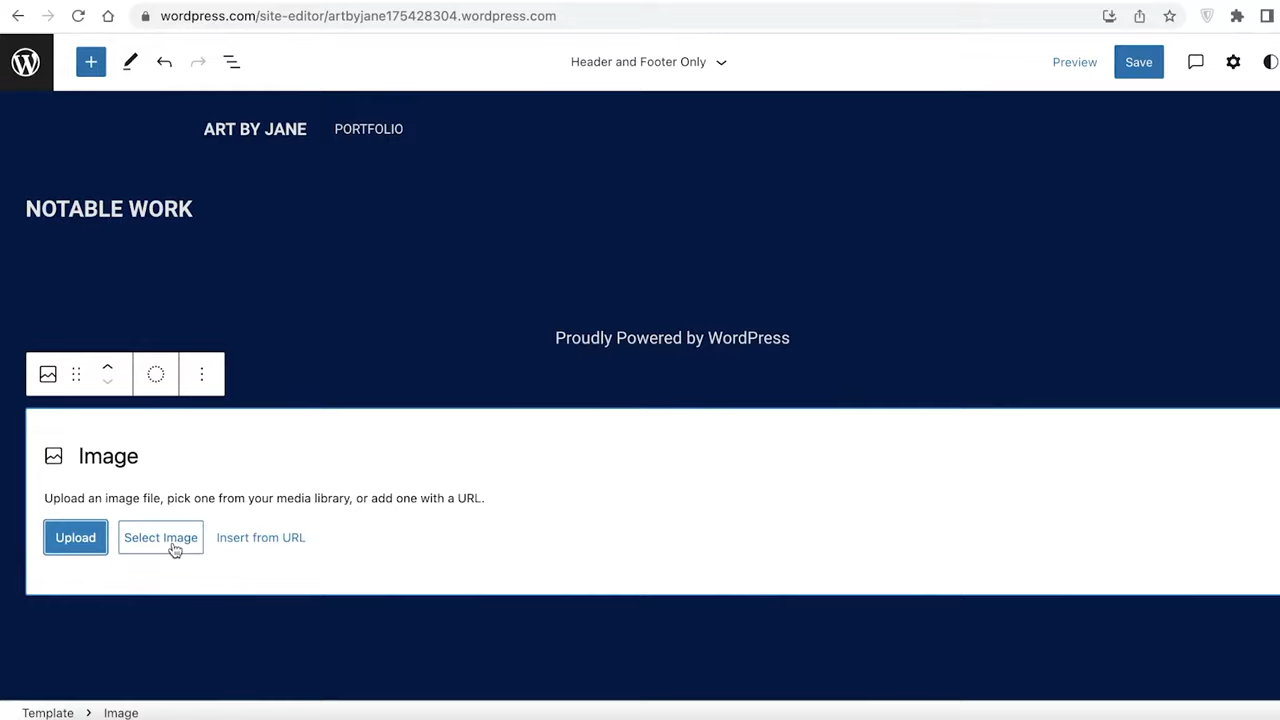 wordpress.com/site-editor/artbyjane175428304.wordpress.com
Header and Footer Only
Preview
Save
ART BY JANE
PORTFOLIO
NOTABLE WORK
Proudly Powered by WordPress
Image
Upload an image file, pick one from your media library, or add one with a URL.
Upload
Select Image
Insert from URL
Template
Image